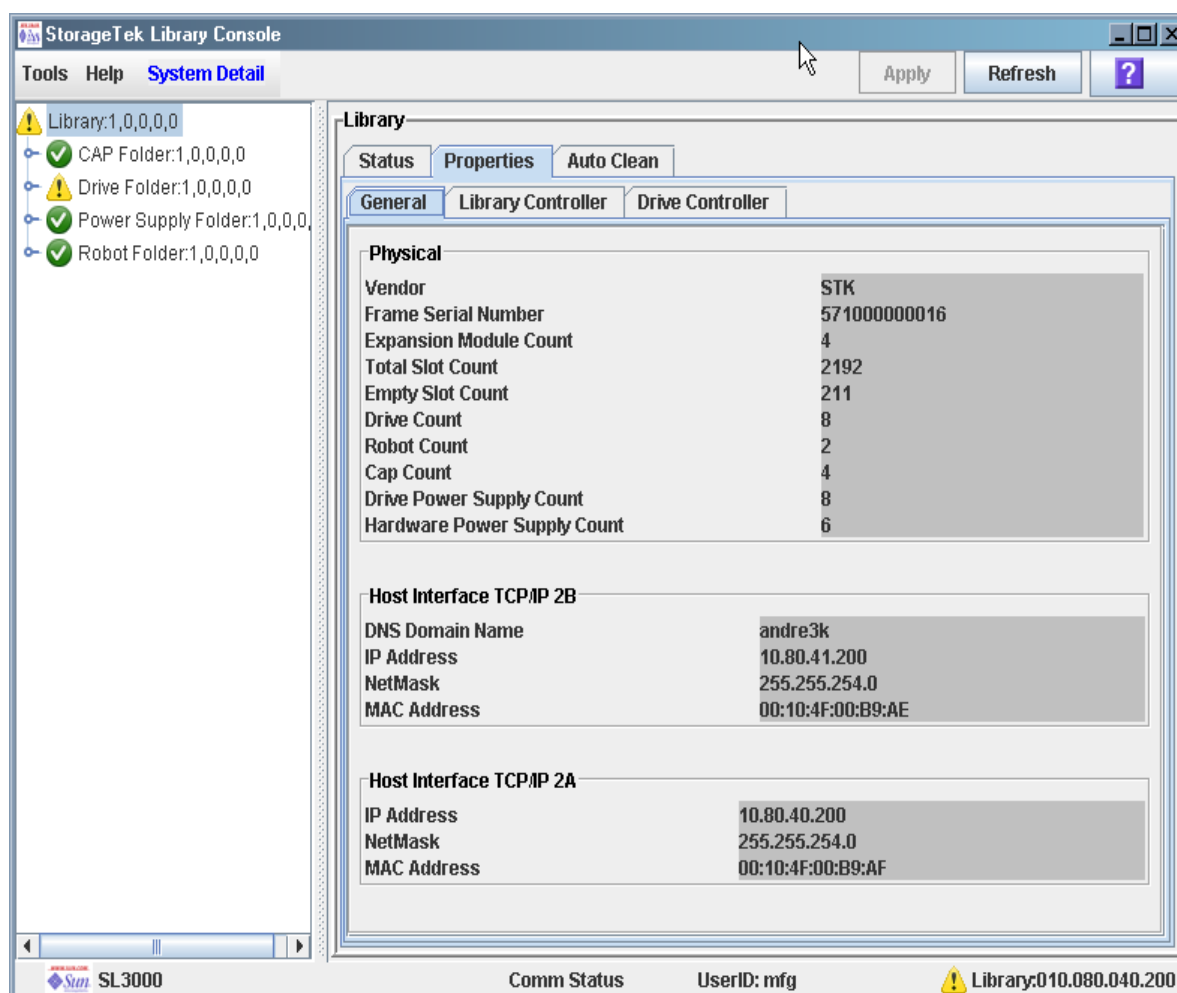 StorageTek Library Console
Tools Help System Detail Apply Refresh ?
Library:1,0,0,0,0
CAP Folder:1,0,0,0,0
Drive Folder:1,0,0,0,0
Power Supply Folder:1,0,0,0,
Robot Folder:1,0,0,0,0
Library
Status Properties Auto Clean
General Library Controller Drive Controller
Physical
Vendor STK
Frame Serial Number 571000000016
Expansion Module Count 4
Total Slot Count 2192
Empty Slot Count 211
Drive Count 8
Robot Count 2
Cap Count 4
Drive Power Supply Count 8
Hardware Power Supply Count 6
Host Interface TCP/IP 2B
DNS Domain Name andre3k
IP Address 10.80.41.200
NetMask 255.255.254.0
MAC Address 00:10:4F:00:B9:AE
Host Interface TCP/IP 2A
IP Address 10.80.40.200
NetMask 255.255.254.0
MAC Address 00:10:4F:00:B9:AF
Sun SL3000 Comm Status UserID: mfg Library:010.080.040.200